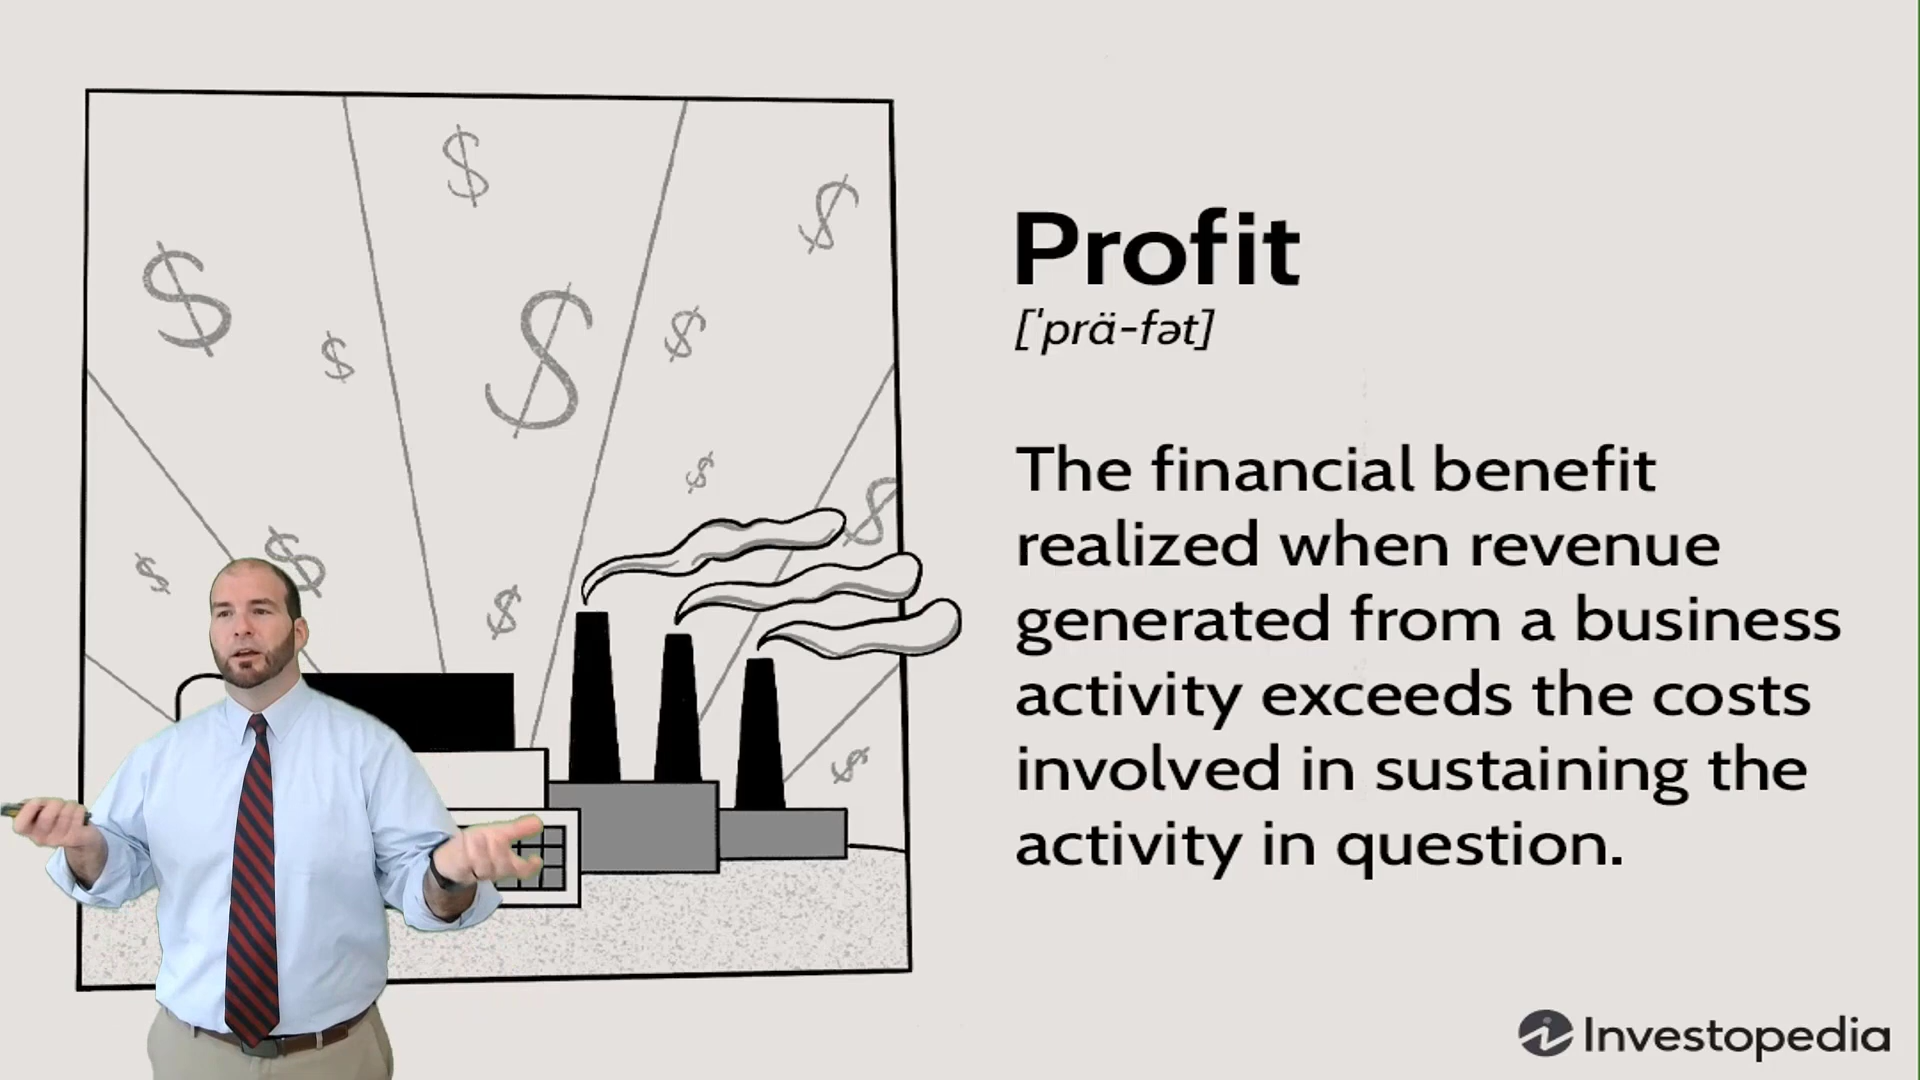 Profit
[ˈprä-fət]
The financial benefit
realized when revenue
generated from a business
activity exceeds the costs
involved in sustaining the
activity in question.
Investopedia
$
$
$
$
$
$
$
$
$
$
$
$